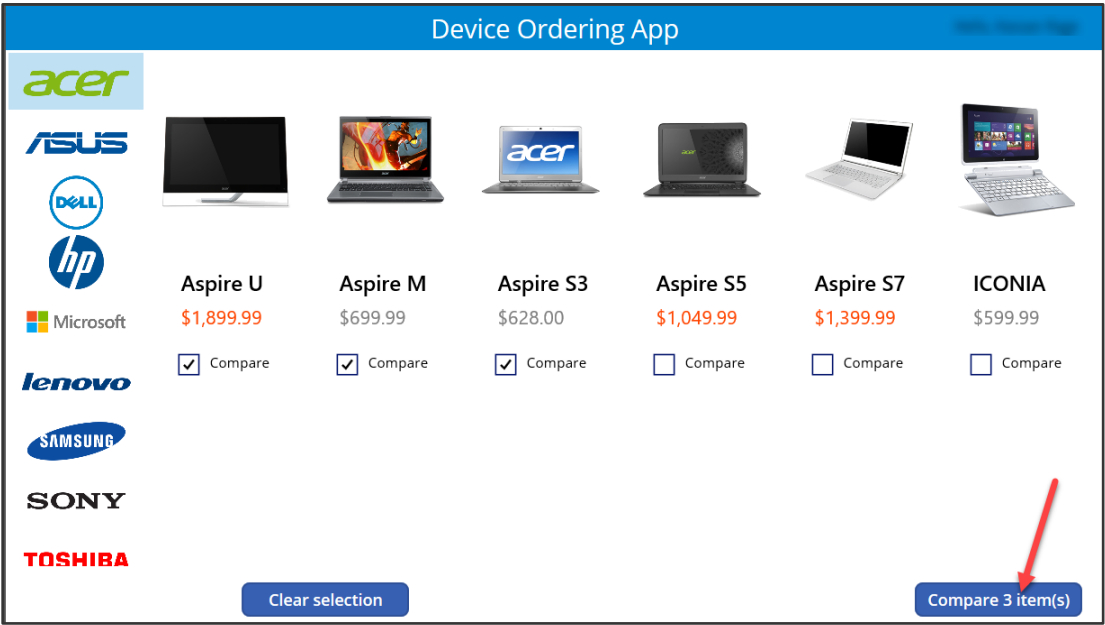 Device Ordering App
acer
ASUS
DELL
hp
Microsoft
lenovo
SAMSUNG
SONY
TOSHIBA
acer
Aspire U
Aspire M
Aspire S3
Aspire S5
Aspire S7
ICONIA
$1,899.99
$699.99
$628.00
$1,049.99
$1,399.99
$599.99
Compare
Compare
Compare
Compare
Compare
Compare
Clear selection
Compare 3 item(s)